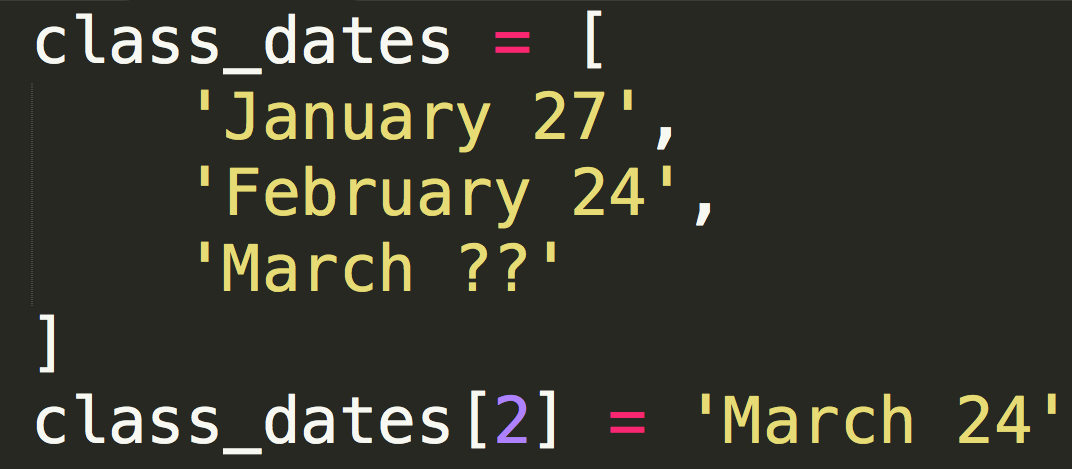 class_dates = [
'January 27',
'February 24',
'March ??'
]
class_dates[2] = 'March 24'